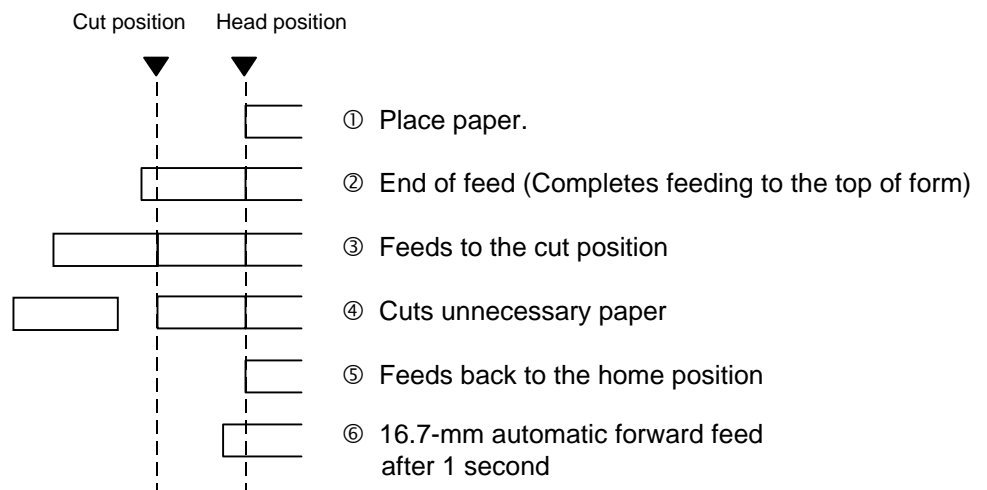 Cut position Head position
① Place paper.
② End of feed (Completes feeding to the top of form)
③ Feeds to the cut position
④ Cuts unnecessary paper
⑤ Feeds back to the home position
⑥ 16.7-mm automatic forward feed
after 1 second